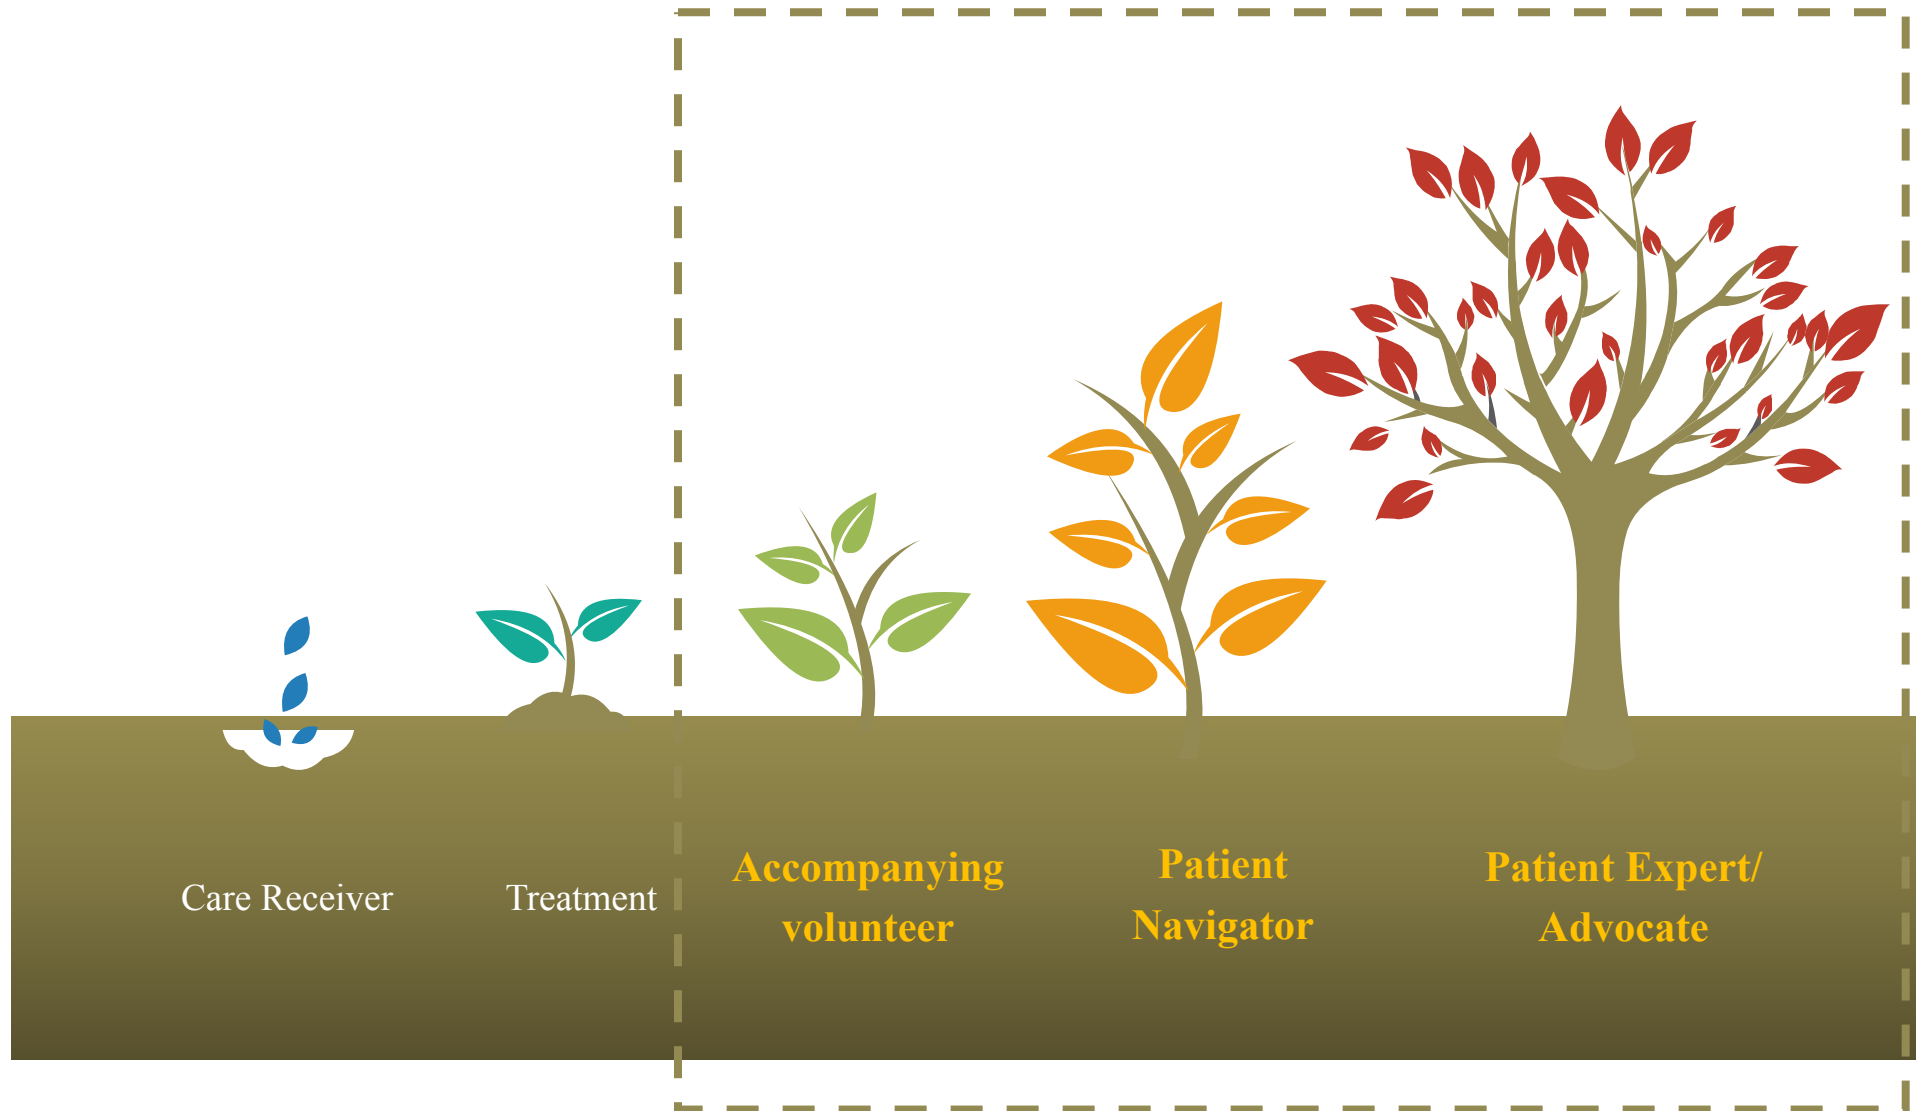 Care Receiver
Treatment
Accompanying
volunteer
Patient
Navigator
Patient Expert/
Advocate